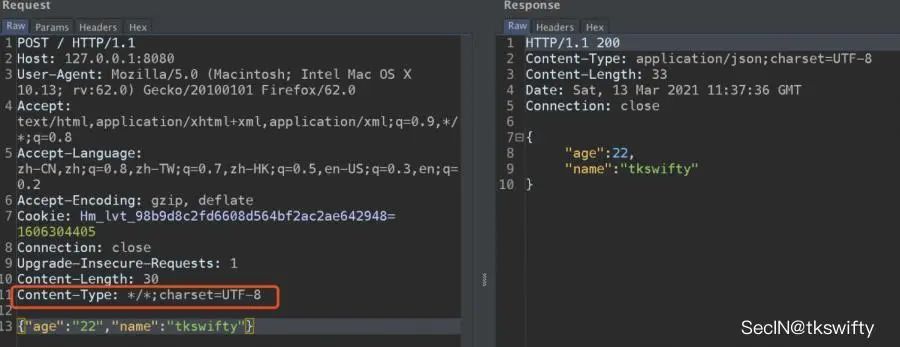 Request
Raw Params Headers Hex
1 POST / HTTP/1.1
2 Host: 127.0.0.1:8080
3 User-Agent: Mozilla/5.0 (Macintosh; Intel Mac OS X
10.13; rv:62.0) Gecko/20100101 Firefox/62.0
4 Accept:
text/html,application/xhtml+xml,application/xml;q=0.9,*/
*;q=0.8
5 Accept-Language:
zh-CN,zh;q=0.8,zh-TW;q=0.7,zh-HK;q=0.5,en-US;q=0.3,en;q=
0.2
6 Accept-Encoding: gzip, deflate
7 Cookie: Hm_lvt_98b9d8c2fd6608d564bf2ac2ae642948=
1606304405
8 Connection: close
9 Upgrade-Insecure-Requests: 1
10 Content-Length: 30
11 Content-Type: */*;charset=UTF-8
12
13 {"age":"22","name":"tkswifty"}
Response
Raw Headers Hex
1 HTTP/1.1 200
2 Content-Type: application/json;charset=UTF-8
3 Content-Length: 33
4 Date: Sat, 13 Mar 2021 11:37:36 GMT
5 Connection: close
6
7 {
8 "age":22,
9 "name":"tkswifty"
10 }
SecIN@tkswifty